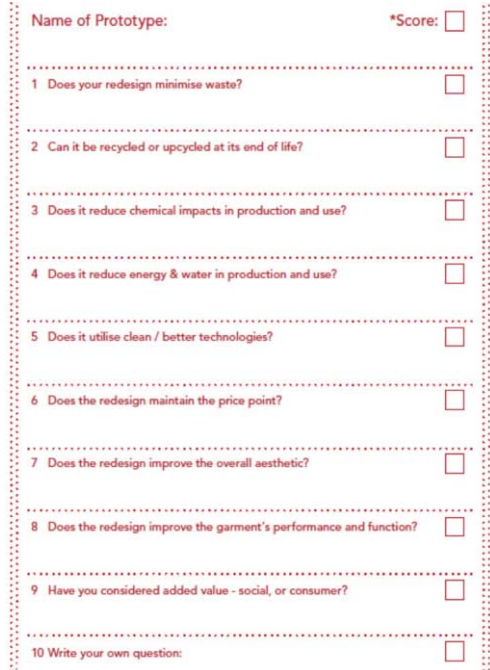 Name of Prototype: *Score:
1 Does your redesign minimise waste?
2 Can it be recycled or upcycled at its end of life?
3 Does it reduce chemical impacts in production and use?
4 Does it reduce energy & water in production and use?
5 Does it utilise clean / better technologies?
6 Does the redesign maintain the price point?
7 Does the redesign improve the overall aesthetic?
8 Does the redesign improve the garment's performance and function?
9 Have you considered added value - social, or consumer?
10 Write your own question: